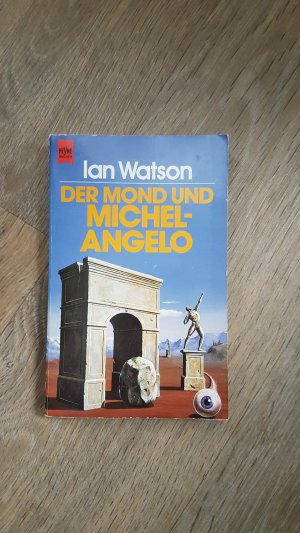 HEYNE
Ian Watson
DER MOND UND
MICHEL-
ANGELO